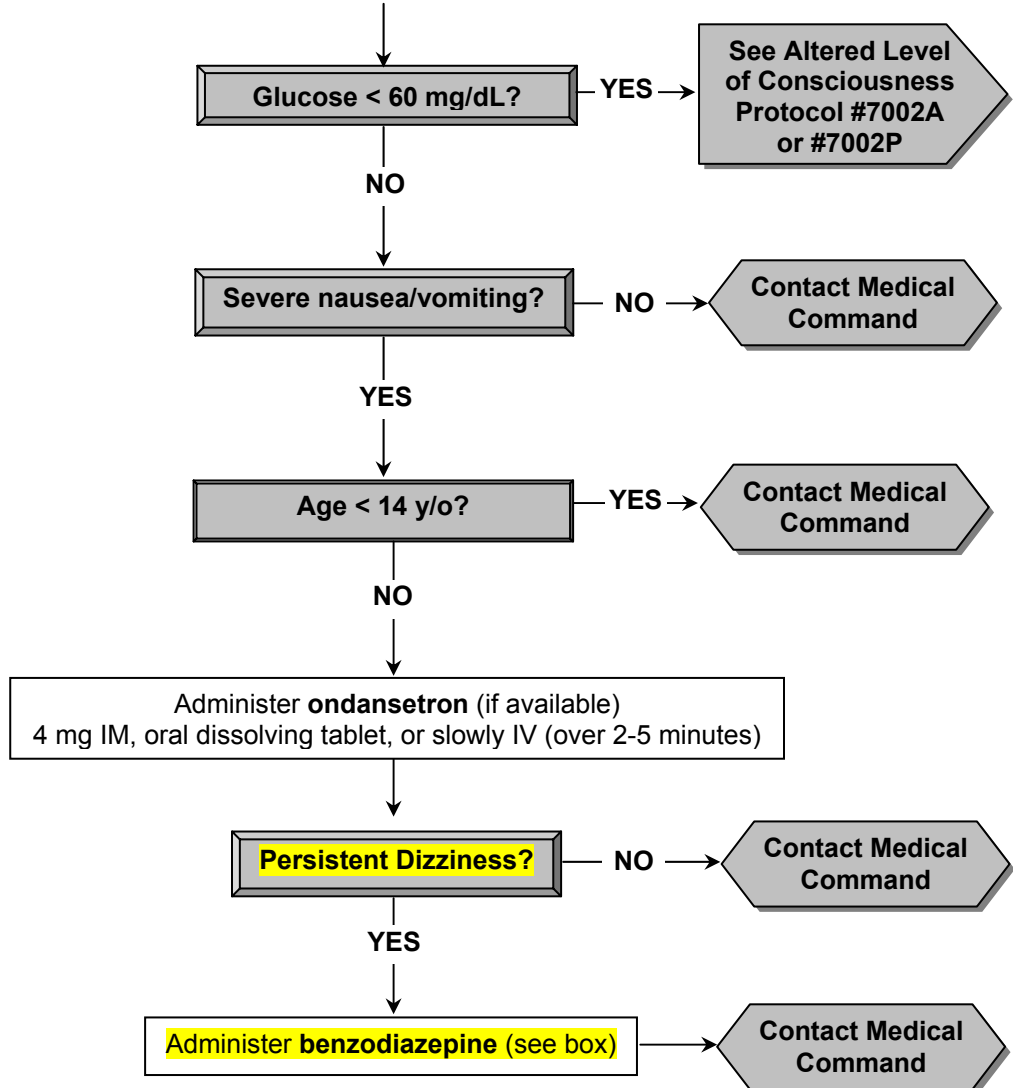 Glucose < 60 mg/dL?
YES
See Altered Level
of Consciousness
Protocol #7002A
or #7002P
NO
Severe nausea/vomiting?
NO
Contact Medical
Command
YES
Age < 14 y/o?
YES
Contact Medical
Command
NO
Administer ondansetron (if available)
4 mg IM, oral dissolving tablet, or slowly IV (over 2-5 minutes)
Persistent Dizziness?
NO
Contact Medical
Command
YES
Administer benzodiazepine (see box)
Contact Medical
Command